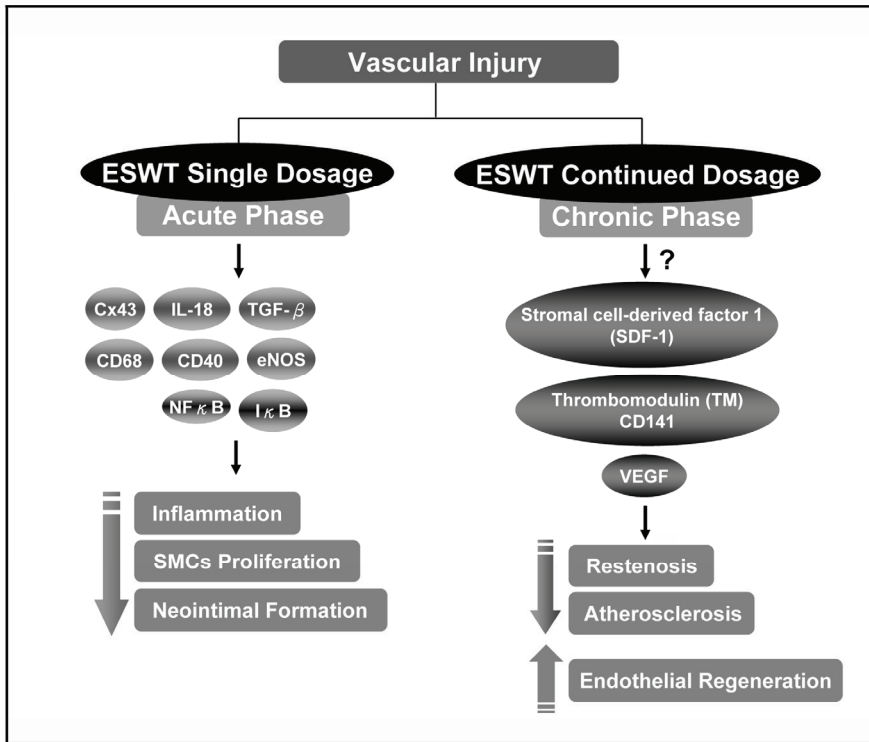 Vascular Injury
ESWT Single Dosage
Acute Phase
Cx43
IL-18
TGF-β
CD68
CD40
eNOS
NFκB
IκB
Inflammation
SMCs Proliferation
Neointimal Formation
ESWT Continued Dosage
Chronic Phase
?
Stromal cell-derived factor 1
(SDF-1)
Thrombomodulin (TM)
CD141
VEGF
Restenosis
Atherosclerosis
Endothelial Regeneration